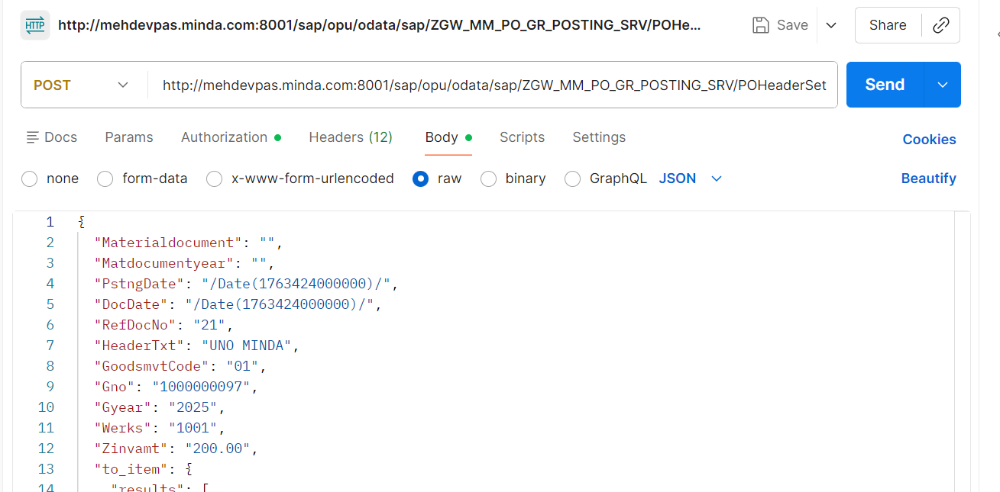 HTTP http://mehdevpas.minda.com:8001/sap/opu/odata/sap/ZGW_MM_PO_GR_POSTING_SRV/POHe... Save Share
POST http://mehdevpas.minda.com:8001/sap/opu/odata/sap/ZGW_MM_PO_GR_POSTING_SRV/POHeaderSet Send
Docs Params Authorization Headers (12) Body Scripts Settings Cookies
none form-data x-www-form-urlencoded raw binary GraphQL JSON Beautify
1 {
2 "Materialdocument": "",
3 "Matdocumentyear": "",
4 "PstngDate": "/Date(1763424000000)/",
5 "DocDate": "/Date(1763424000000)/",
6 "RefDocNo": "21",
7 "HeaderTxt": "UNO MINDA",
8 "GoodsmvtCode": "01",
9 "Gno": "1000000097",
10 "Gyear": "2025",
11 "Werks": "1001",
12 "Zinvamt": "200.00",
13 "to_item": {
14 "results": [